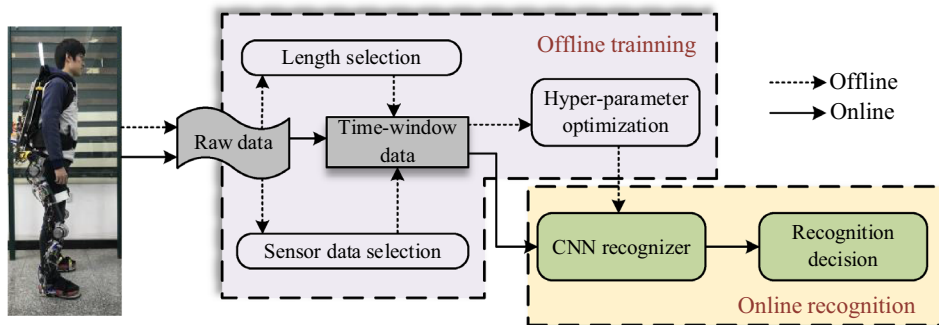 Offline trainning
Length selection
Hyper-parameter
optimization
Offline
Online
Raw data
Time-window
data
Sensor data selection
CNN recognizer
Recognition
decision
Online recognition